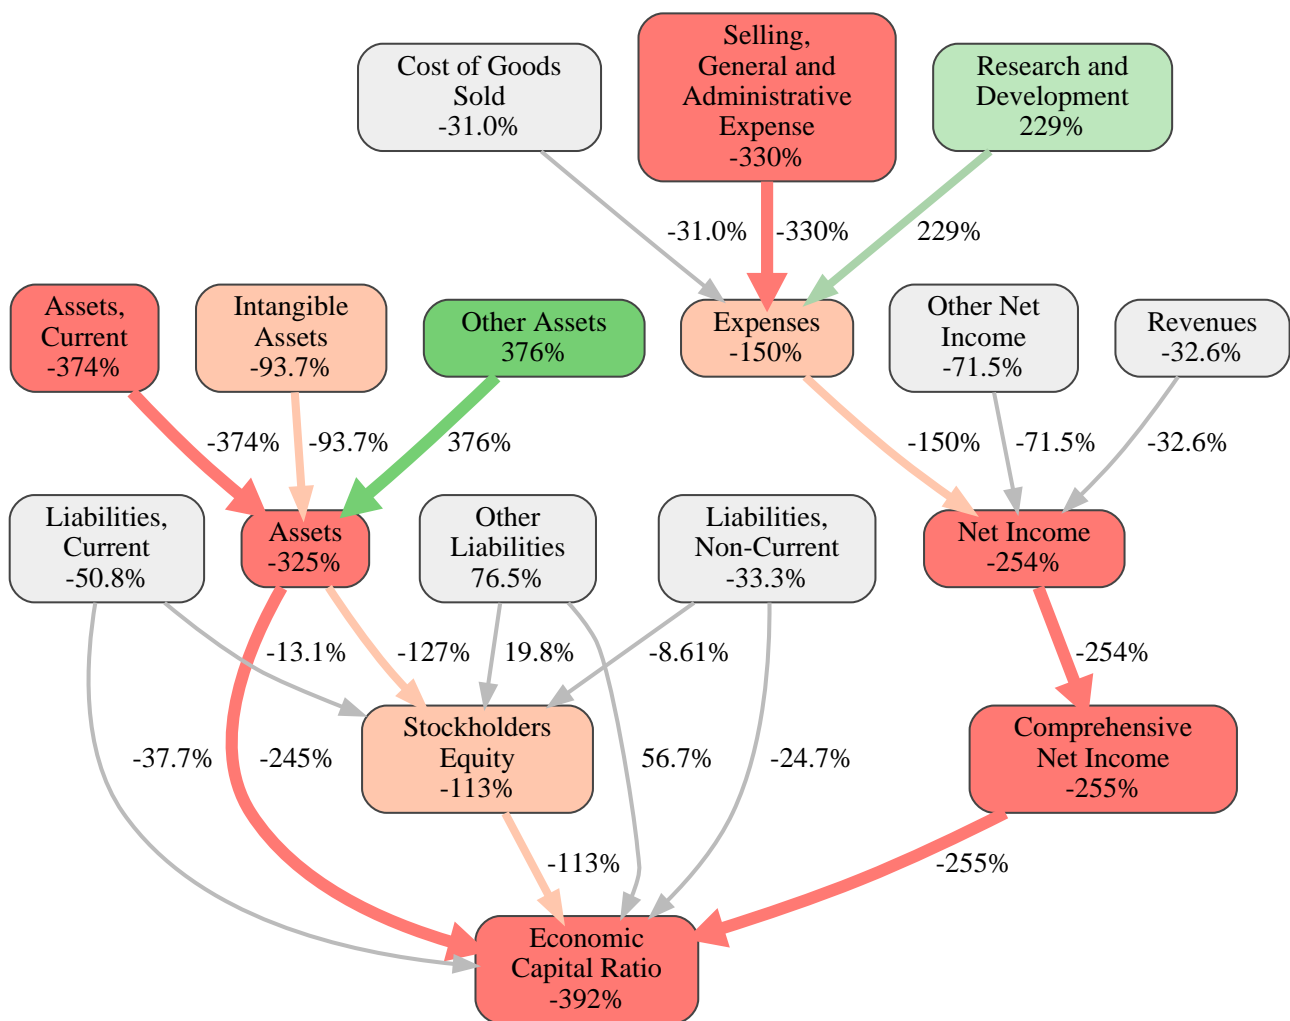 Cost of Goods
Sold
-31.0%
Selling,
General and
Administrative
Expense
-330%
Research and
Development
229%
-31.0%
-330%
229%
Assets,
Current
-374%
Intangible
Assets
-93.7%
Other Assets
376%
Expenses
-150%
Other Net
Income
-71.5%
Revenues
-32.6%
-374%
-93.7%
376%
-150%
-71.5%
-32.6%
Liabilities,
Current
-50.8%
Assets
-325%
Other
Liabilities
76.5%
Liabilities,
Non-Current
-33.3%
Net Income
-254%
-13.1%
-127%
19.8%
-8.61%
-254%
Stockholders
Equity
-113%
Comprehensive
Net Income
-255%
-37.7%
-245%
56.7%
-24.7%
-113%
-255%
Economic
Capital Ratio
-392%